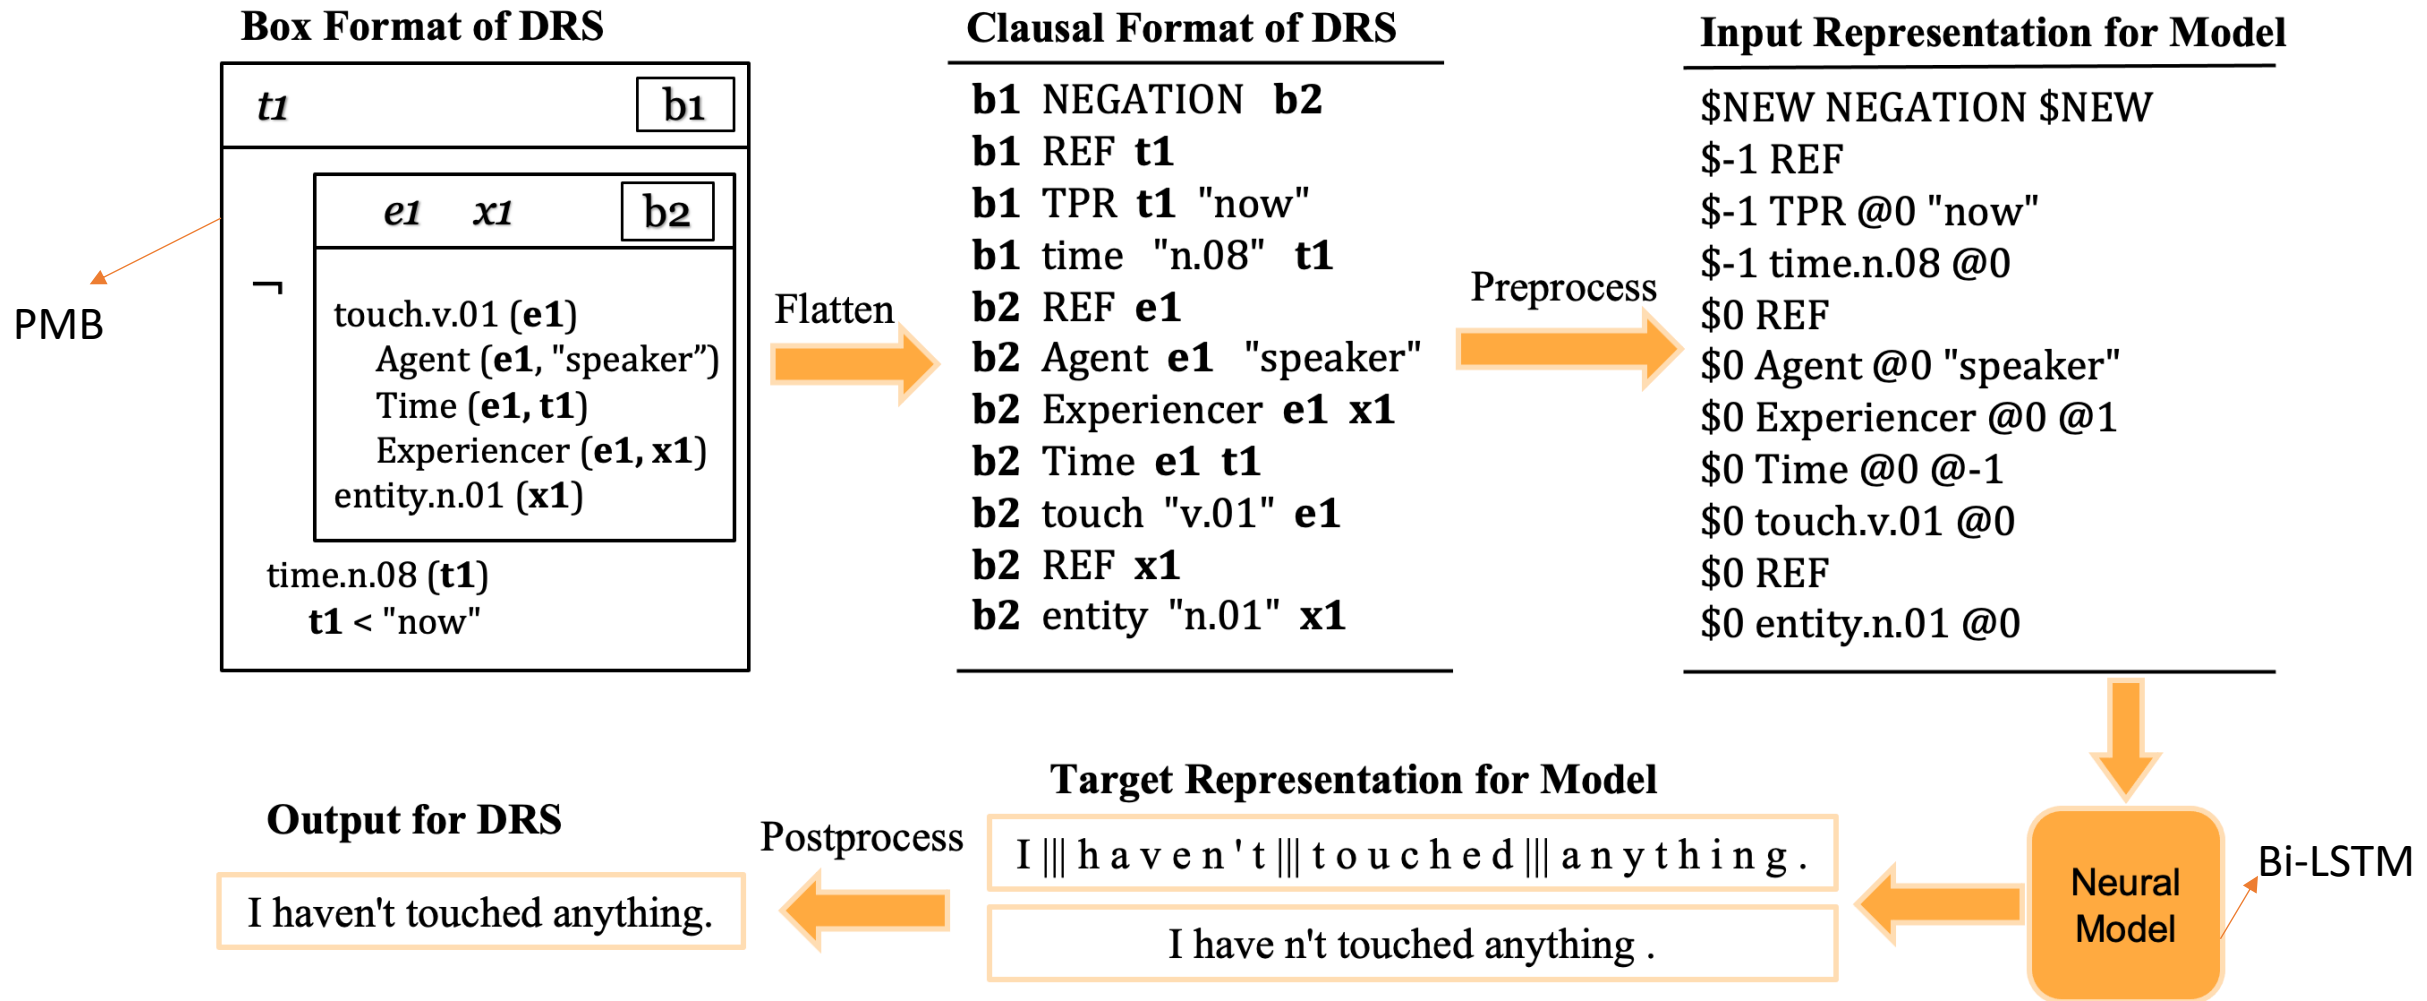 Box Format of DRS
t1
b1
e1 x1
b2
¬
touch.v.01 (e1)
Agent (e1, "speaker”)
Time (e1, t1)
Experiencer (e1, x1)
entity.n.01 (x1)
time.n.08 (t1)
t1 < "now"
PMB
Flatten
Clausal Format of DRS
b1 NEGATION b2
b1 REF t1
b1 TPR t1 "now"
b1 time "n.08" t1
b2 REF e1
b2 Agent e1 "speaker"
b2 Experiencer e1 x1
b2 Time e1 t1
b2 touch "v.01" e1
b2 REF x1
b2 entity "n.01" x1
Preprocess
Input Representation for Model
$NEW NEGATION $NEW
$-1 REF
$-1 TPR @0 "now"
$-1 time.n.08 @0
$0 REF
$0 Agent @0 "speaker"
$0 Experiencer @0 @1
$0 Time @0 @-1
$0 touch.v.01 @0
$0 REF
$0 entity.n.01 @0
Neural
Model
Bi-LSTM
Target Representation for Model
I ||| h a v e n ' t ||| t o u c h e d ||| a n y t h i n g .
I have n't touched anything .
Postprocess
Output for DRS
I haven't touched anything.